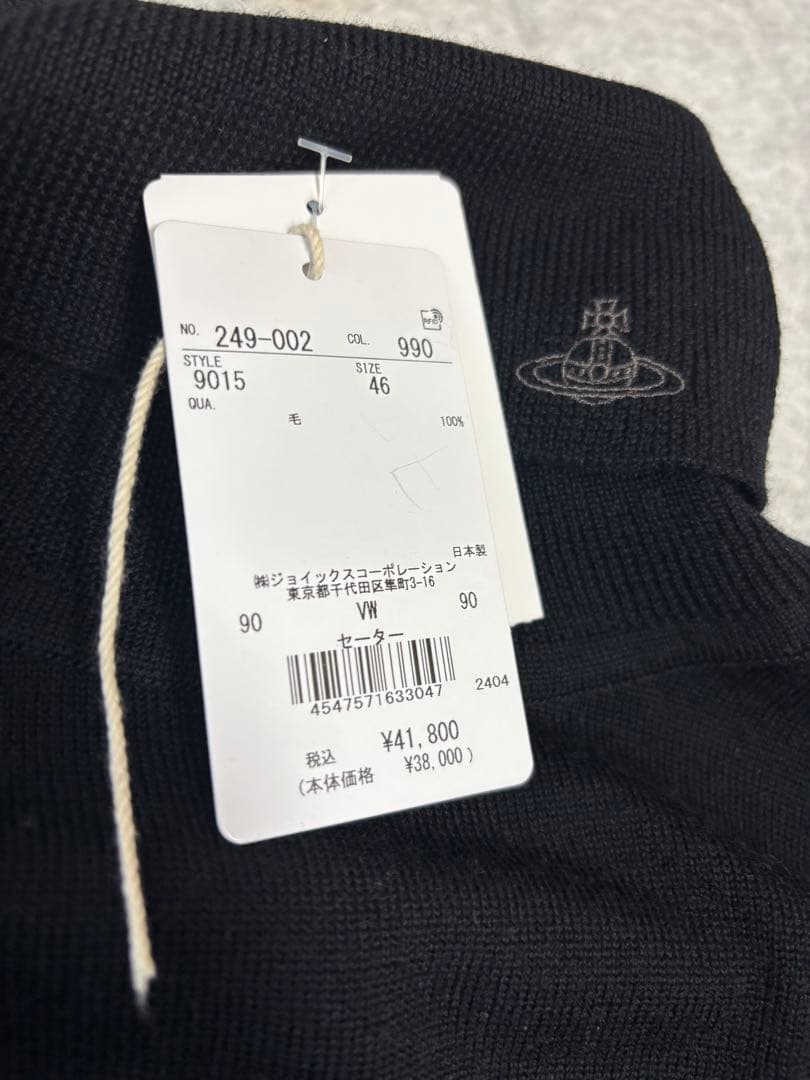 RFID
NO. 249-002 COL. 990
STYLE SIZE
9015 46
QUA.
毛 100%
日本製
㈱ジョイックスコーポレーション
東京都千代田区隼町3-16
90 VW 90
セーター
4547571633047 2404
税込 ¥41,800
(本体価格 ¥38,000)